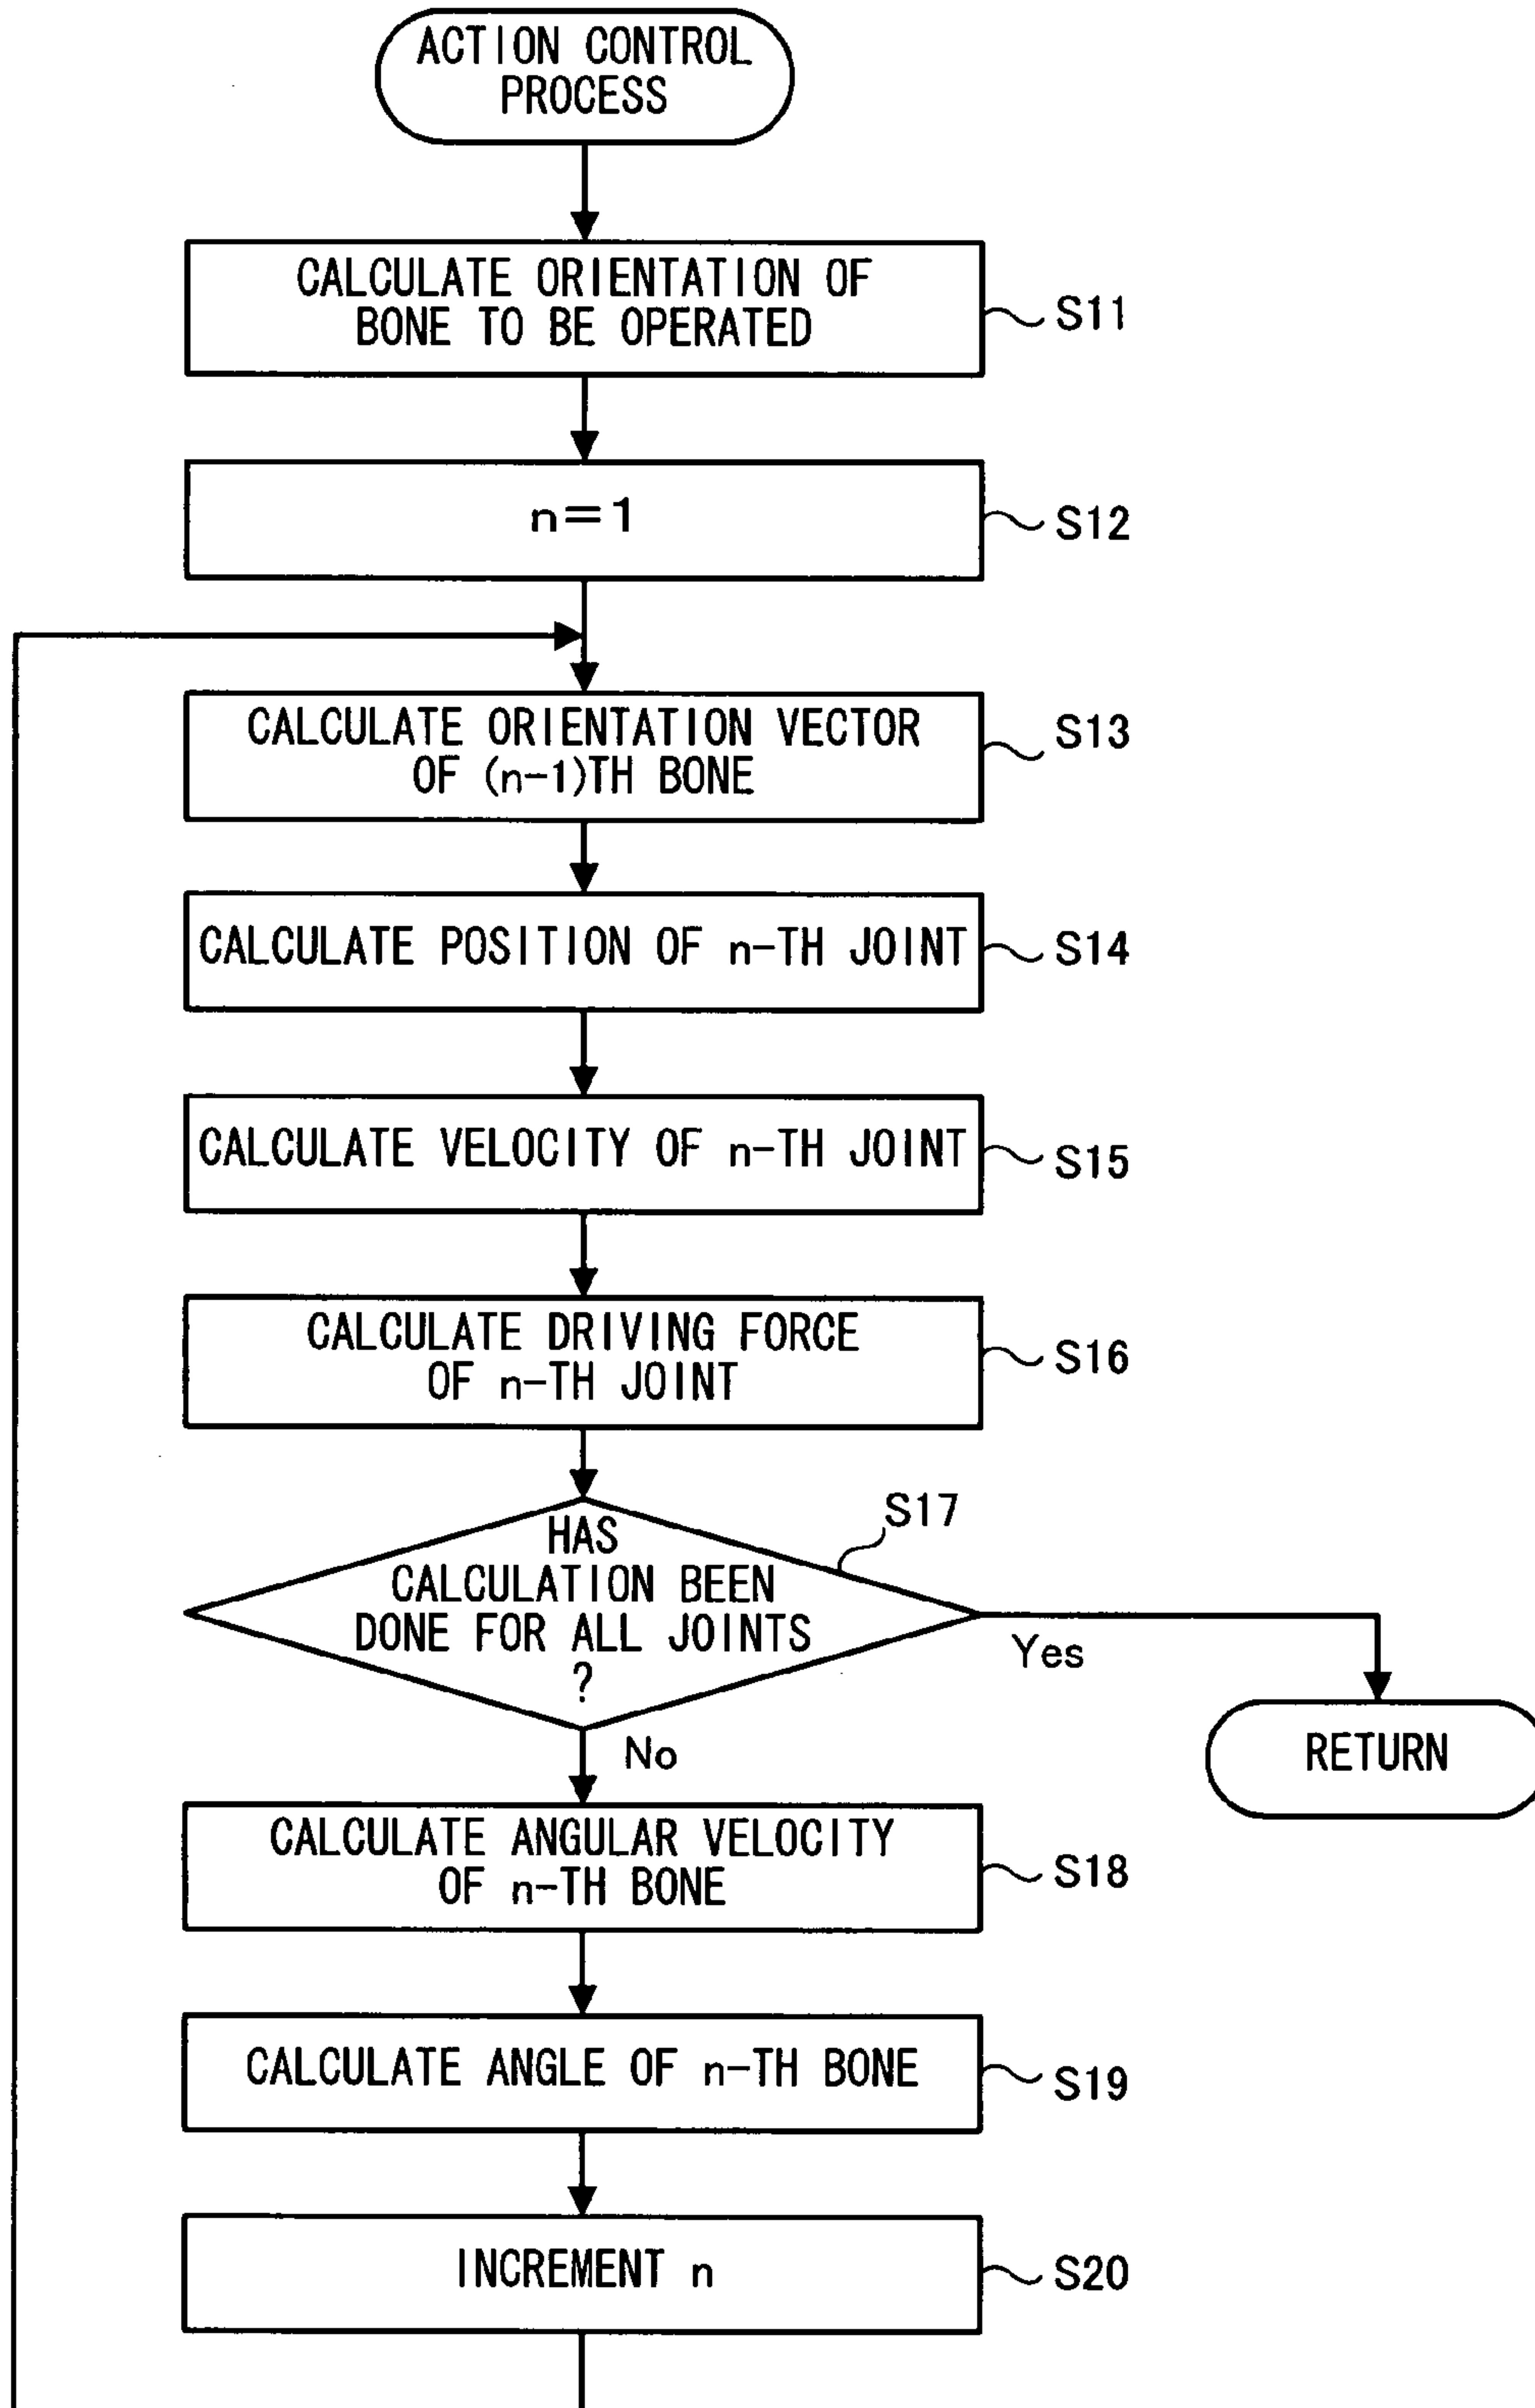 ACTION CONTROL
PROCESS
CALCULATE ORIENTATION OF
BONE TO BE OPERATED
S11
n=1
S12
CALCULATE ORIENTATION VECTOR
OF (n-1)TH BONE
S13
CALCULATE POSITION OF n-TH JOINT
S14
CALCULATE VELOCITY OF n-TH JOINT
S15
CALCULATE DRIVING FORCE
OF n-TH JOINT
S16
S17
HAS
CALCULATION BEEN
DONE FOR ALL JOINTS
?
Yes
RETURN
No
CALCULATE ANGULAR VELOCITY
OF n-TH BONE
S18
CALCULATE ANGLE OF n-TH BONE
S19
INCREMENT n
S20